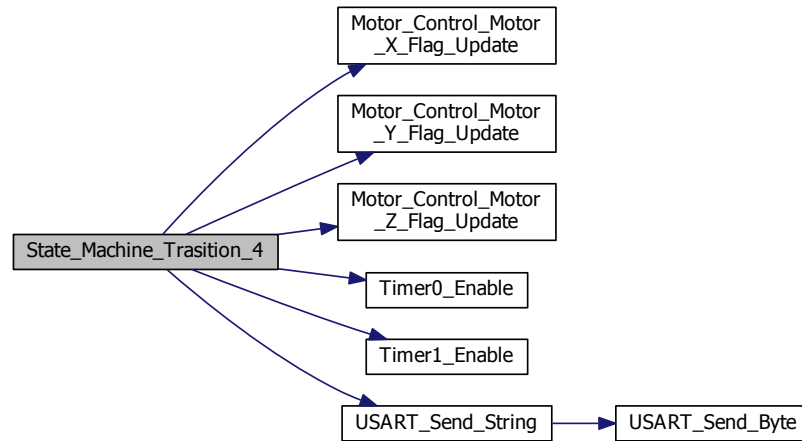 Motor_Control_Motor
_X_Flag_Update
Motor_Control_Motor
_Y_Flag_Update
Motor_Control_Motor
_Z_Flag_Update
State_Machine_Trasition_4
Timer0_Enable
Timer1_Enable
USART_Send_String
USART_Send_Byte